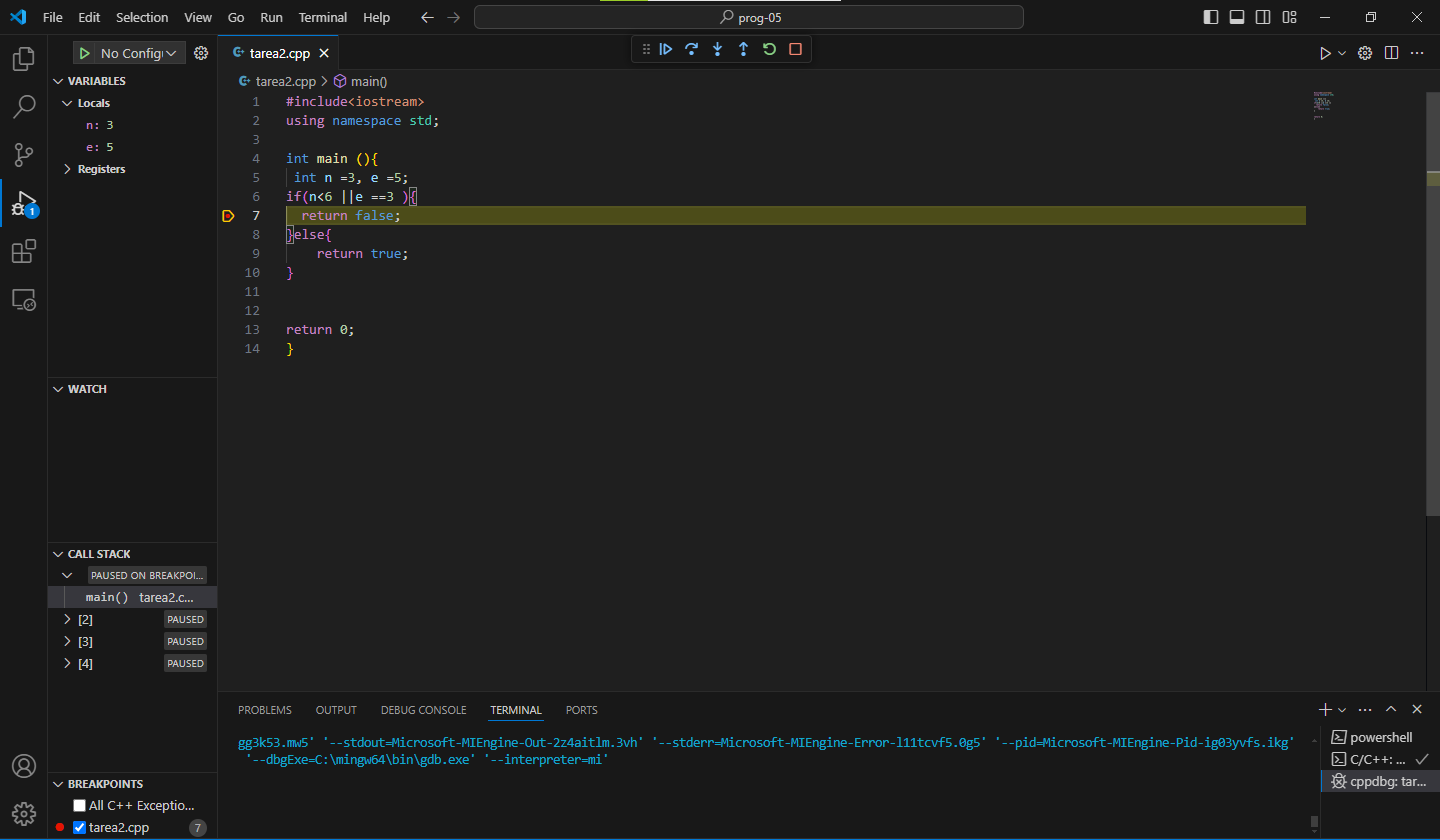 File Edit Selection View Go Run Terminal Help
prog-05
No Config
tarea2.cpp
tarea2.cpp > main()
VARIABLES
Locals
n: 3
e: 5
Registers
WATCH
CALL STACK
PAUSED ON BREAKPOI...
main() tarea2.c...
[2] PAUSED
[3] PAUSED
[4] PAUSED
BREAKPOINTS
All C++ Exceptio...
tarea2.cpp 7
1
1 #include<iostream>
2 using namespace std;
3
4 int main (){
5 int n =3, e =5;
6 if(n<6 ||e ==3 ){
7 return false;
8 }else{
9 return true;
10 }
11
12
13 return 0;
14 }
PROBLEMS OUTPUT DEBUG CONSOLE TERMINAL PORTS
gg3k53.mw5' '--stdout=Microsoft-MIEngine-Out-2z4aitlm.3vh' '--stderr=Microsoft-MIEngine-Error-l11tcvf5.0g5' '--pid=Microsoft-MIEngine-Pid-ig03yvfs.ikg'
'--dbgExe=C:\mingw64\bin\gdb.exe' '--interpreter=mi'
powershell
C/C++: ...
cppdbg: tar...